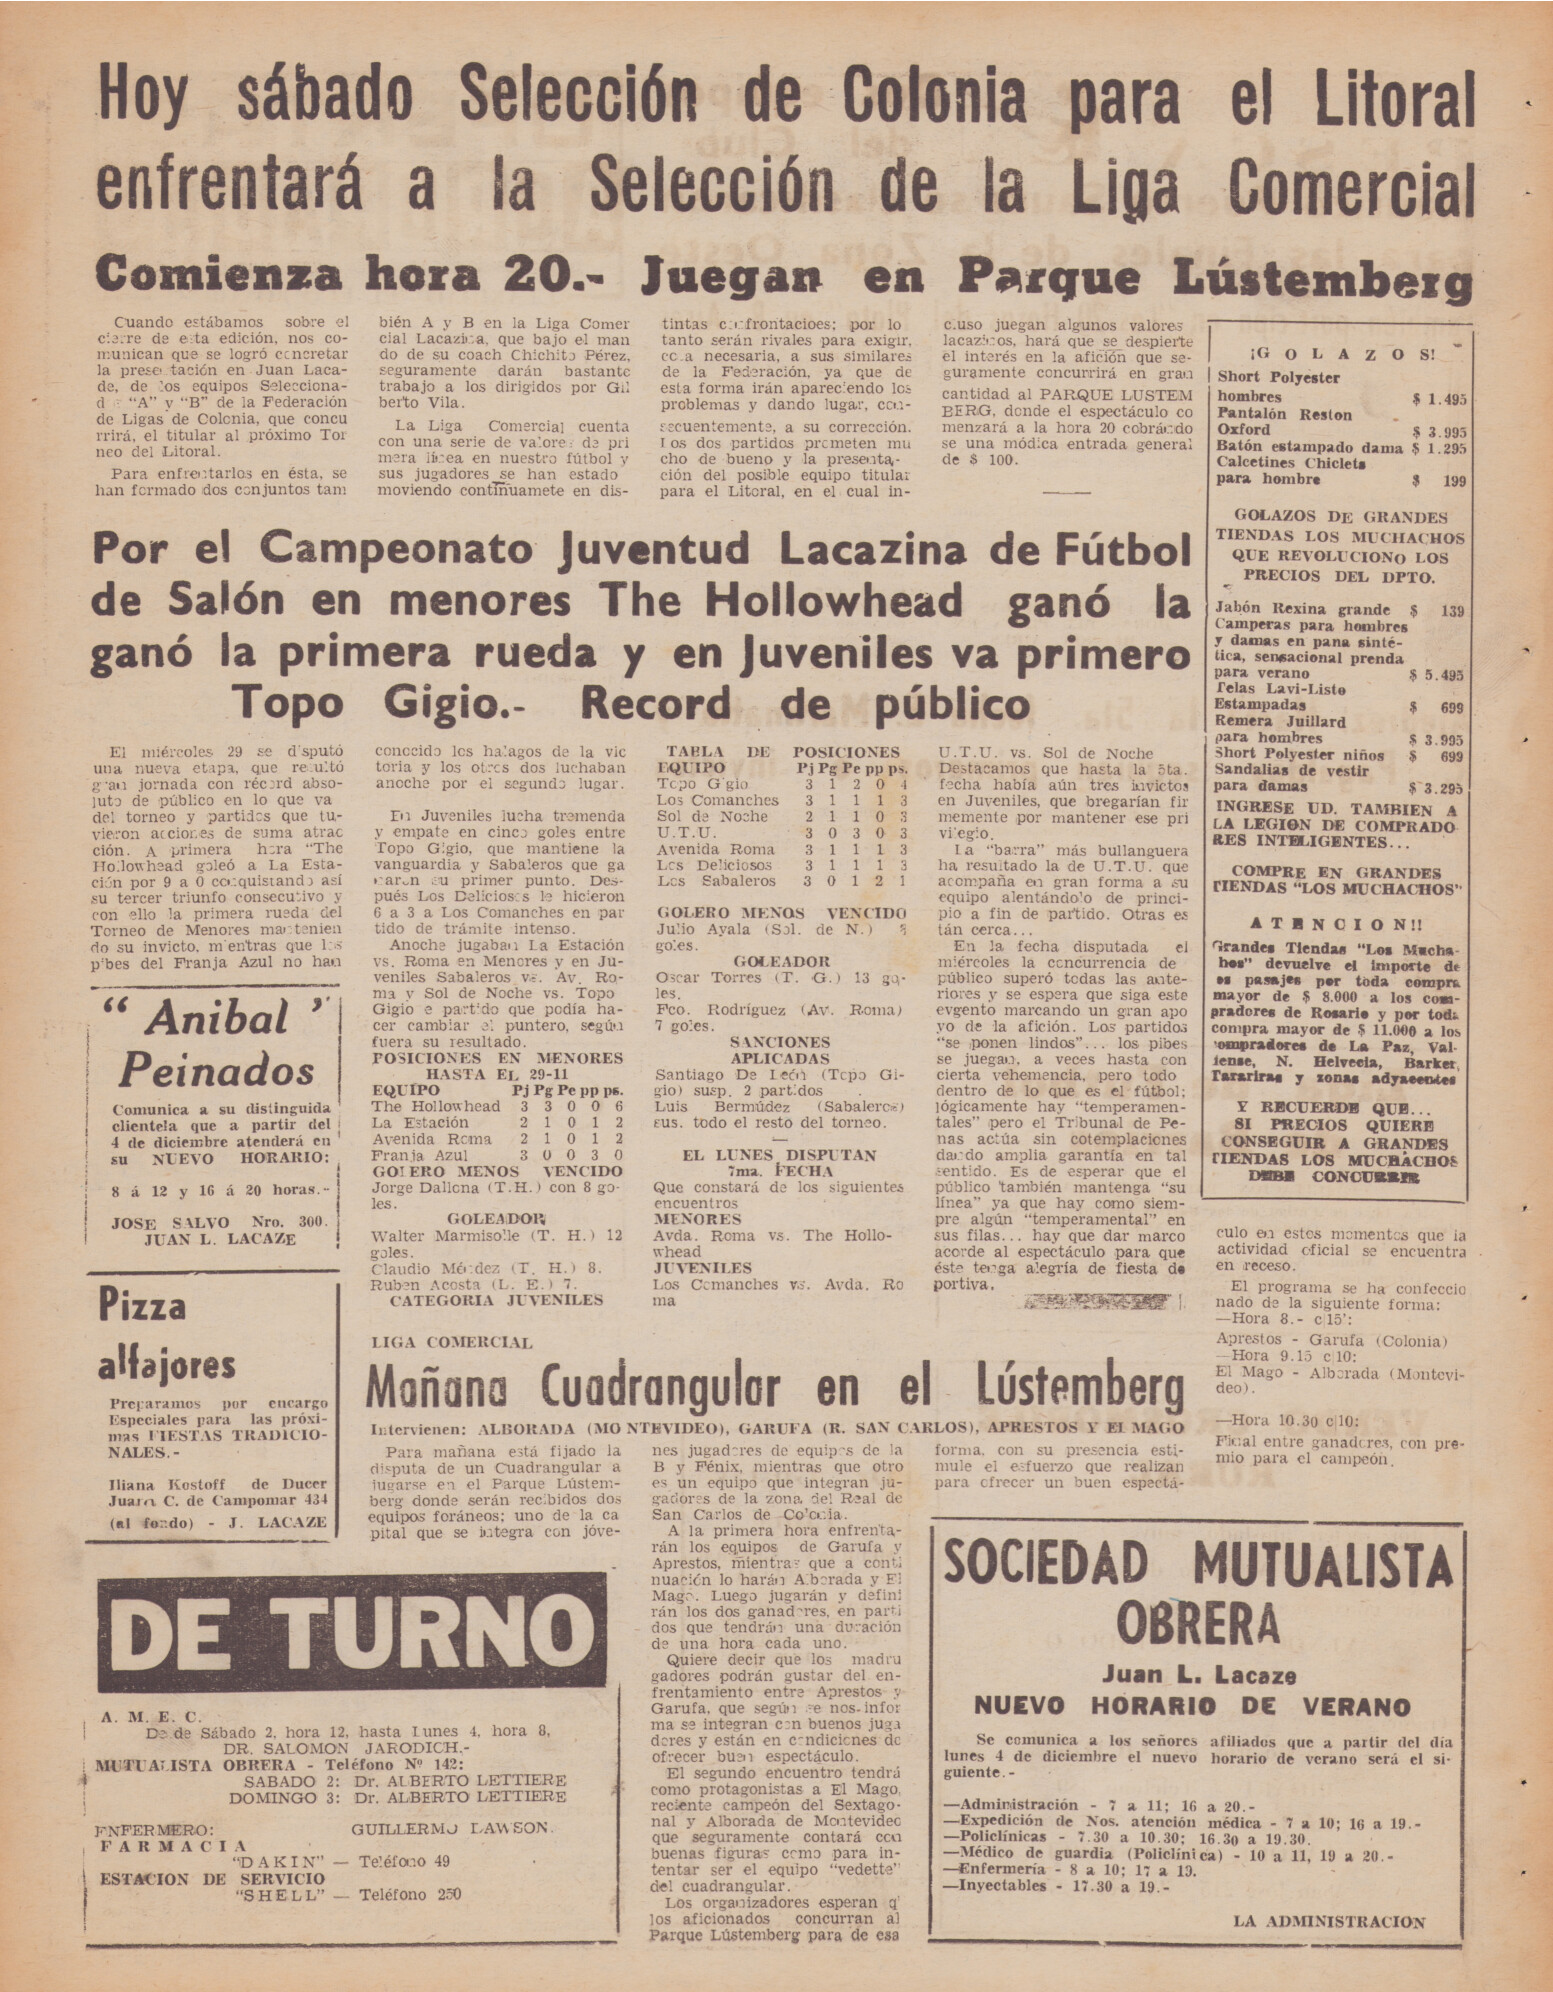 Hoy sábado Selección de Colonia para el Litoral
enfrentará a la Selección de la Liga Comercial
Comienza hora 20.- Juegan en Parque Lústemberg
Cuando estábamos sobre el
cierre de esta edición, nos co-
munican que se logró concretar
la prese tación en Juan Laca-
de, de los equipos Selecciona-
d "A" y "B" de la Federación
de Ligas de Colonia, que concu
rrirá, el titular al próximo Tor
neo del Litoral.
Para enfrentarlos en ésta, se
han formado dos conjuntos tam
bién A y B en la Liga Comer
cial Lacazina, que bajo el man
do de su coach Chichito Pérez,
seguramente darán bastante
trabajo a los dirigidos por Gil
berto Vila.
La Liga Comercial cuenta
con una serie de valores de pri
mera línea en nuestro fútbol y
sus jugadores se han estado
moviendo continuamete en dis-
tintas confrontacioes; por lo
tanto serán rivales para exigir,
cosa necesaria, a sus similares
de la Federación, ya que de
esta forma irán apareciendo los
problemas y dando lugar, con-
secuentemente, a su corrección.
Los dos partidos prometen mu
cho de bueno y la presenta-
ción del posible equipo titular
para el Litoral, en el cual in-
cluso juegan algunos valores
lacazicos, hará que se despierte
el interés en la afición que se-
guramente concurrirá en gran
cantidad al PARQUE LUSTEM
BERG, donde el espectáculo co
menzará a la hora 20 cobrándo
se una módica entrada general
de $ 100.
Por el Campeonato Juventud Lacazina de Fútbol
de Salón en menores The Hollowhead ganó la
ganó la primera rueda y en Juveniles va primero
Topo Gigio.- Record de público
El miércoles 29 se disputó
una nueva etapa, que resultó
gran jornada con récord abso-
luto de público en lo que va
del torneo y partidos que tu-
vieron acciones de suma atrac
ción. A primera hora "The
Hollowhead goleó a La Esta-
ción por 9 a 0 conquistando así
su tercer triunfo consecutivo y
con ello la primera rueda del
Torneo de Menores mantenien
do su invicto, mientras que los
pibes del Franja Azul no han
conocido los halagos de la vic
toria y los otros dos luchaban
anoche por el segundo lugar.
En Juveniles lucha tremenda
y empate en cinco goles entre
Topo Gigio, que mantiene la
vanguardia y Sabaleros que ga
naron su primer punto. Des-
pués Los Deliciosos le hicieron
6 a 3 a Los Comanches en par
tido de trámite intenso.
Anoche jugaban La Estación
vs. Roma en Menores y en Ju-
veniles Sabaleros vs. Av. Ro-
ma y Sol de Noche vs. Topo
Gigio e partido que podía ha-
cer cambiar el puntero, según
fuera su resultado.
POSICIONES EN MENORES
HASTA EL 29-11
EQUIPO Pj Pg Pe pp ps.
The Hollowhead 3 3 0 0 6
La Estación 2 1 0 1 2
Avenida Roma 2 1 0 1 2
Franja Azul 3 0 0 3 0
GOLERO MENOS VENCIDO
Jorge Dallona (T.H.) con 8 go-
les.
GOLEADOR
Walter Marmisolle (T. H.) 12
goles.
Claudio Méndez (T. H.) 8.
Ruben Acosta (L. E.) 7.
CATEGORIA JUVENILES
TABLA DE POSICIONES
EQUIPO Pj Pg Pe pp ps.
Topo Gigio 3 1 2 0 4
Los Comanches 3 1 1 1 3
Sol de Noche 2 1 1 0 3
U.T.U. 3 0 3 0 3
Avenida Roma 3 1 1 1 3
Los Deliciosos 3 1 1 1 3
Los Sabaleros 3 0 1 2 1
GOLERO MENOS VENCIDO
Julio Ayala (Sol. de N.)
goles.
GOLEADOR
Oscar Torres (T. G.) 13 go-
les.
Fco. Rodríguez (Av. Roma)
7 goles.
SANCIONES
APLICADAS
Santiago De León (Topo Gi-
gio) susp. 2 partidos
Luis Bermúdez (Sabaleros)
sus. todo el resto del torneo.
EL LUNES DISPUTAN
7ma. FECHA
Que constará de los siguientes
encuentros
MENORES
Avda. Roma vs. The Hollo-
whead
JUVENILES
Los Comanches vs. Avda. Ro
ma
U.T.U. vs. Sol de Noche
Destacamos que hasta la 5ta.
fecha había aún tres invictos
en Juveniles, que bregarían fir
memente por mantener ese pri
vilegio.
La "barra" más bullanguera
ha resultado la de U.T.U. que
acompaña en gran forma a su
equipo alentándolo de princi-
pio a fin de partido. Otras es
tán cerca...
En la fecha disputada el
miércoles la concurrencia de
público superó todas las ante-
riores y se espera que siga este
evgento marcando un gran apo
yo de la afición. Los partidos
"se ponen lindos"... los pibes
se juegan, a veces hasta con
cierta vehemencia, pero todo
dentro de lo que es el fútbol;
lógicamente hay "temperamen-
tales" pero el Tribunal de Pe-
nas actúa sin cotemplaciones
dando amplia garantía en tal
sentido. Es de esperar que el
público también mantenga "su
línea" ya que hay como siem-
pre algún "temperamental" en
sus filas... hay que dar marco
acorde al espectáculo para que
éste tenga alegría de fiesta de
portiva.
¡GOLAZOS!
Short Polyester
hombres $ 1.495
Pantalón Reston
Oxford $ 3.995
Batón estampado dama $ 1.295
Calcetines Chiclets
para hombre $ 199
GOLAZOS DE GRANDES
TIENDAS LOS MUCHACHOS
QUE REVOLUCIONO LOS
PRECIOS DEL DPTO.
Jabón Rexina grande $ 139
Camperas para hombres
y damas en pana sinté-
tica, sensacional prenda
para verano $ 5.495
Telas Lavi-Listo
Estampadas $ 699
Remera Juillard
para hombres $ 3.995
Short Polyester niños $ 699
Sandalias de vestir
para damas $ 3.295
INGRESE UD. TAMBIEN A
LA LEGION DE COMPRADO
RES INTELIGENTES...
COMPRE EN GRANDES
TIENDAS "LOS MUCHACHOS"
ATENCION!!
Grandes Tiendas "Los Mucha-
hos" devuelve el importe de
os pasajes por toda compra
mayor de $ 8.000 a los com-
pradores de Rosario y por toda
compra mayor de $ 11.000 a los
compradores de La Paz, Val-
dense, N. Helvecia, Barker,
Tarariras y zonas adyacentes
Y RECUERDE QUE...
SI PRECIOS QUIERE
CONSEGUIR A GRANDES
TIENDAS LOS MUCHACHOS
DEBE CONCURRIR
"Anibal"
Peinados
Comunica a su distinguida
clientela que a partir del
4 de diciembre atenderá en
su NUEVO HORARIO:
8 á 12 y 16 á 20 horas.-
JOSE SALVO Nro. 300.
JUAN L. LACAZE
Pizza
alfajores
Preparamos por encargo
Especiales para las próxi-
mas FIESTAS TRADICIO-
NALES.-
Iliana Kostoff de Ducer
Juan C. de Campomar 434
(al fondo) - J. LACAZE
LIGA COMERCIAL
Mañana Cuadrangular en el Lústemberg
Intervienen: ALBORADA (MONTEVIDEO), GARUFA (R. SAN CARLOS), APRESTOS Y El MAGO
Para mañana está fijado la
disputa de un Cuadrangular a
jugarse en el Parque Lústem-
berg donde serán recibidos dos
equipos foráneos; uno de la ca
pital que se integra con jóve-
nes jugadores de equipos de la
B y Fénix, mientras que otro
es un equipo que integran ju-
gadores de la zona del Real de
San Carlos de Colonia.
A la primera hora enfrenta-
rán los equipos de Garufa y
Aprestos, mientras que a conti
nuación lo harán Alborada y El
Mago. Luego jugarán y defini
rán los dos ganadores, en parti
dos que tendrán una duración
de una hora cada uno.
Quiere decir que los madru
gadores podrán gustar del en-
frentamiento entre Aprestos y
Garufa, que según se nos infor
ma se integran con buenos juga
dores y están en condiciones de
ofrecer buen espectáculo.
El segundo encuentro tendrá
como protagonistas a El Mago,
reciente campeón del Sextago-
nal y Alborada de Montevideo
que seguramente contará con
buenas figuras como para in-
tentar ser el equipo "vedette"
del cuadrangular.
Los organizadores esperan q'
los aficionados concurran al
Parque Lústemberg para de esa
forma, con su presencia esti-
mule el esfuerzo que realizan
para ofrecer un buen espectá-
culo en estos momentos que la
actividad oficial se encuentra
en receso.
El programa se ha confeccio
nado de la siguiente forma:
—Hora 8.- c|15':
Aprestos - Garufa (Colonia)
—Hora 9.15 c|10:
El Mago - Alborada (Montevi-
deo).
—Hora 10.30 c|10:
Final entre ganadores, con pre-
mio para el campeón.
DE TURNO
A. M. E. C.
De de Sábado 2, hora 12, hasta Lunes 4, hora 8,
DR. SALOMON JARODICH.-
MUTUALISTA OBRERA - Teléfono Nº 142:
SABADO 2: Dr. ALBERTO LETTIERE
DOMINGO 3: Dr. ALBERTO LETTIERE
ENFERMERO: GUILLERMO LAWSON.
FARMACIA
"DAKIN" — Teléfono 49
ESTACION DE SERVICIO
"SHELL" — Teléfono 250
SOCIEDAD MUTUALISTA
OBRERA
Juan L. Lacaze
NUEVO HORARIO DE VERANO
Se comunica a los señores afiliados que a partir del día
lunes 4 de diciembre el nuevo horario de verano será el si-
guiente.-
—Administración - 7 a 11; 16 a 20.-
—Expedición de Nos. atención médica - 7 a 10; 16 a 19.-
—Policlínicas - 7.30 a 10.30; 16.30 a 19.30.
—Médico de guardia (Policlínica) - 10 a 11, 19 a 20.-
—Enfermería - 8 a 10; 17 a 19.
—Inyectables - 17.30 a 19.-
LA ADMINISTRACION